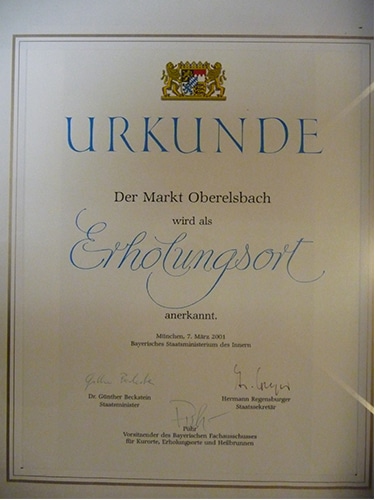 URKUNDE
Der Markt Oberelsbach
wird als
Erholungsort
anerkannt.
München, 7. März 2001
Bayerisches Staatsministerium des Innern
Dr. Günther Beckstein
Staatsminister
Hermann Regensburger
Staatssekretär
Pühr
Vorsitzender des Bayerischen Fachausschusses
für Kurorte, Erholungsorte und Heilbrunnen